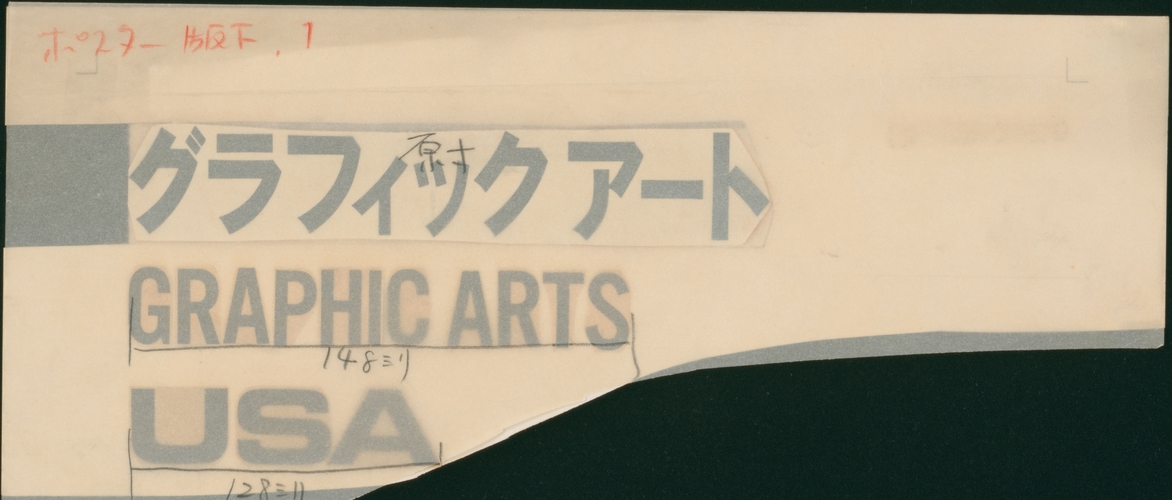 ポスター版下.1
グラフィック アート
原寸
GRAPHIC ARTS
148ミリ
USA
128ミリ